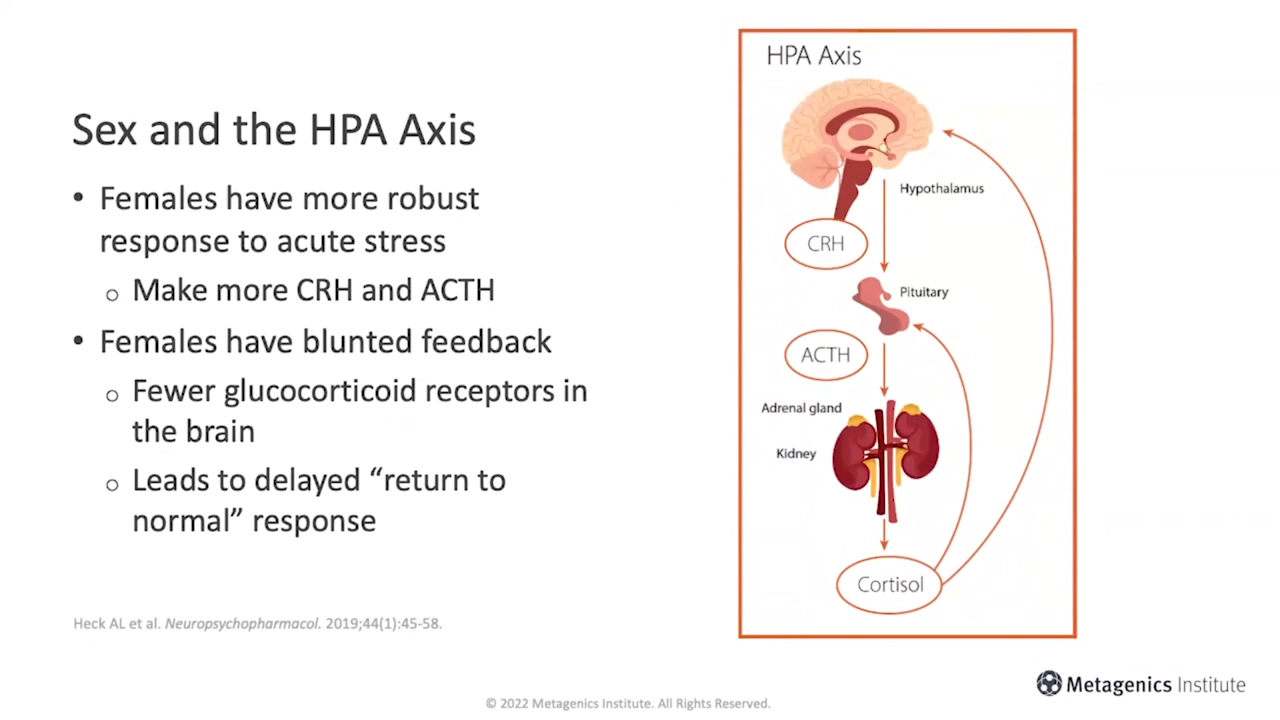 Sex and the HPA Axis
• Females have more robust
response to acute stress
o Make more CRH and ACTH
• Females have blunted feedback
o Fewer glucocorticoid receptors in
the brain
o Leads to delayed “return to
normal” response
Heck AL et al. Neuropsychopharmacol. 2019;44(1):45-58.
HPA Axis
Hypothalamus
CRH
Pituitary
ACTH
Adrenal gland
Kidney
Cortisol
Metagenics Institute
© 2022 Metagenics Institute. All Rights Reserved.